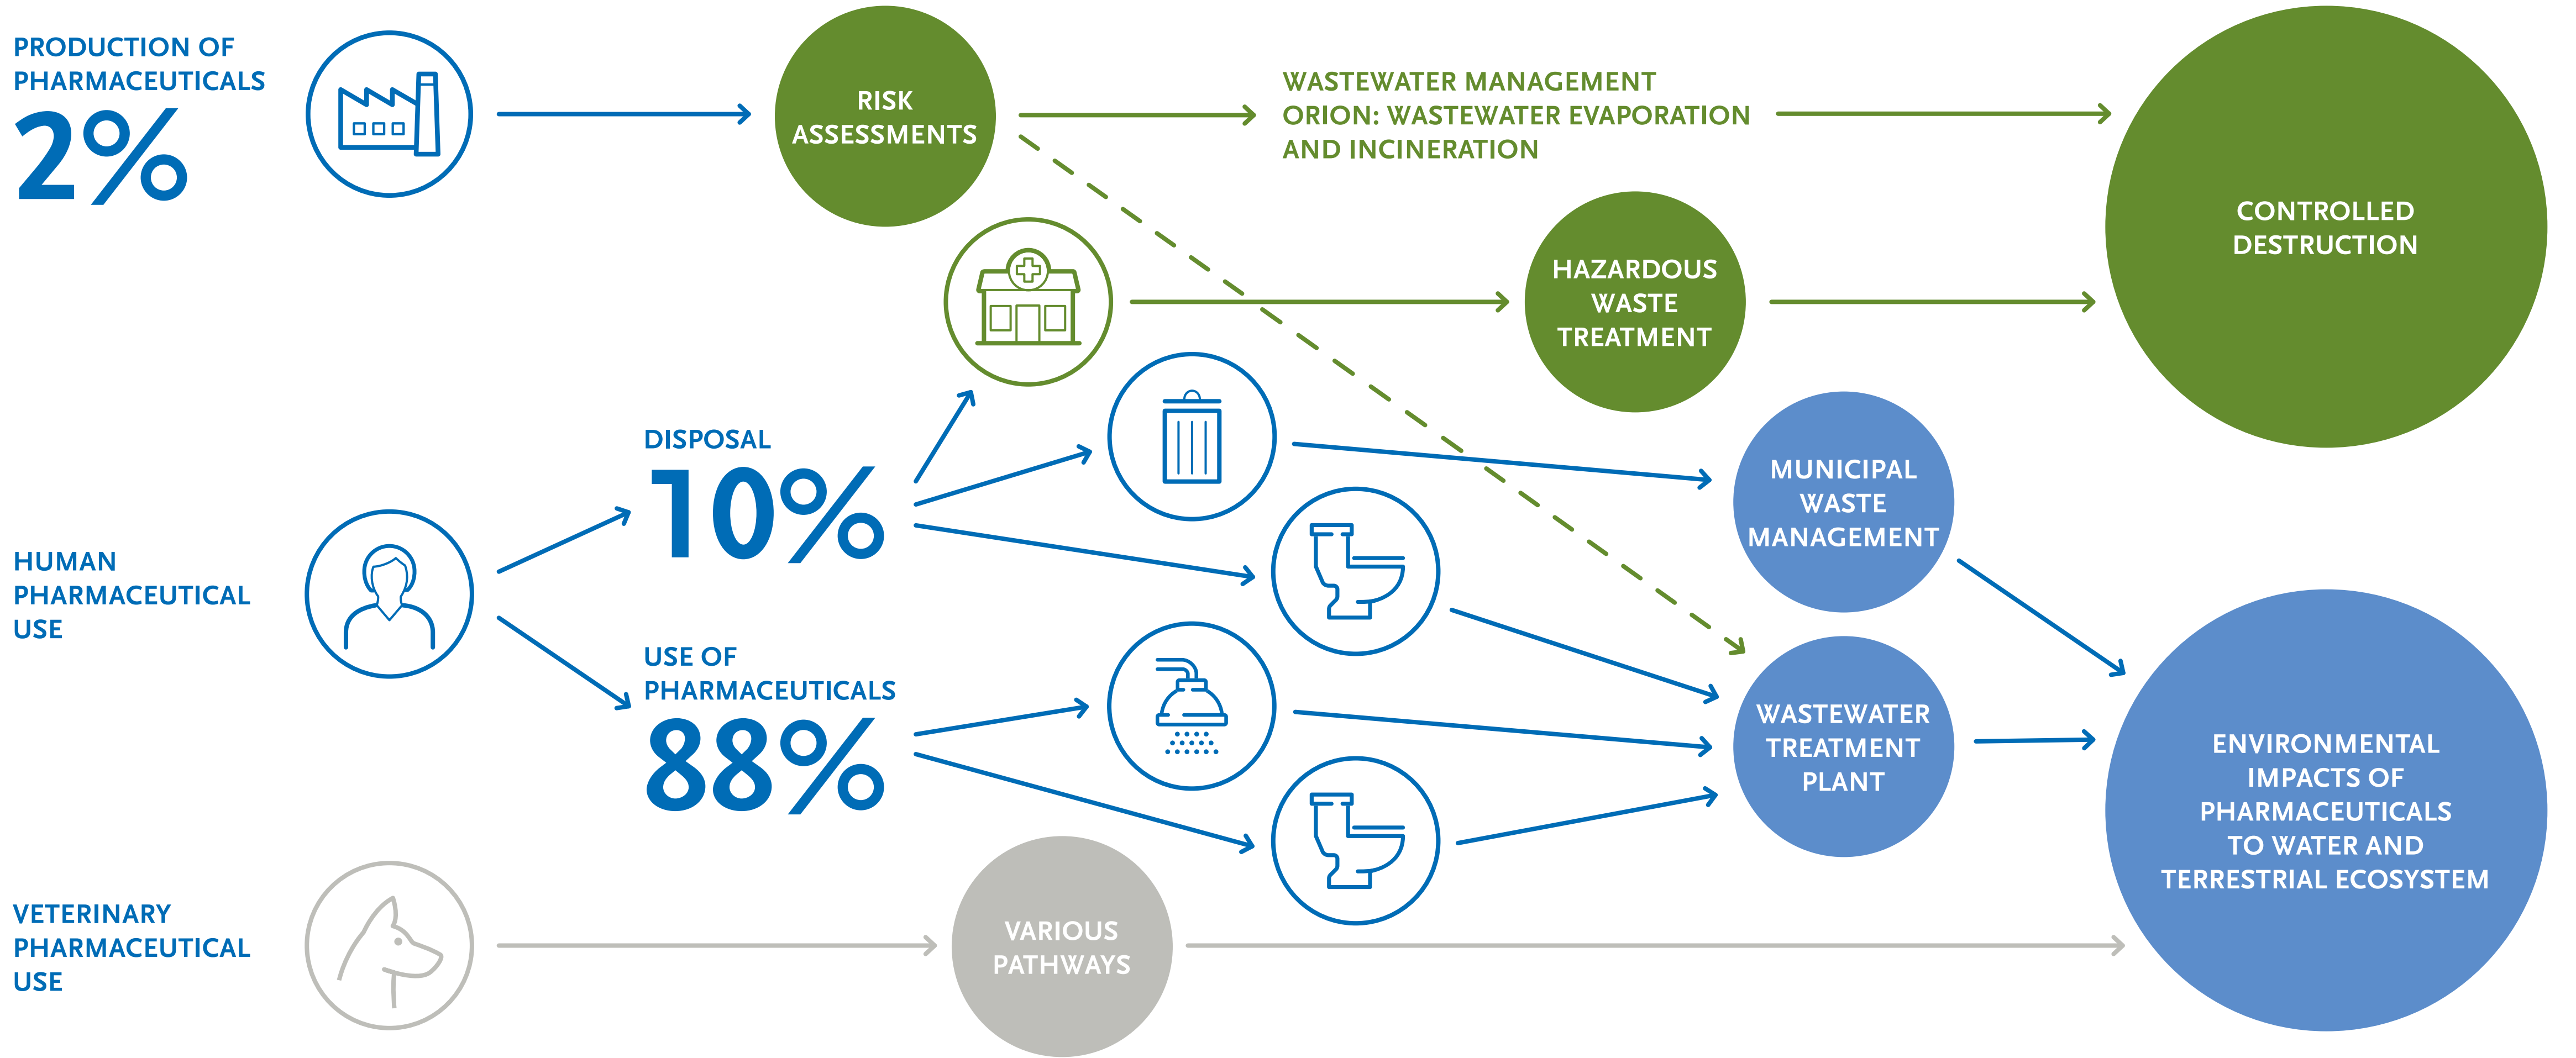 PRODUCTION OF
PHARMACEUTICALS
2%
RISK
ASSESSMENTS
WASTEWATER MANAGEMENT
ORION: WASTEWATER EVAPORATION
AND INCINERATION
CONTROLLED
DESTRUCTION
HAZARDOUS
WASTE
TREATMENT
HUMAN
PHARMACEUTICAL
USE
DISPOSAL
10%
USE OF
PHARMACEUTICALS
88%
MUNICIPAL
WASTE
MANAGEMENT
WASTEWATER
TREATMENT
PLANT
ENVIRONMENTAL
IMPACTS OF
PHARMACEUTICALS
TO WATER AND
TERRESTRIAL ECOSYSTEM
VETERINARY
PHARMACEUTICAL
USE
VARIOUS
PATHWAYS